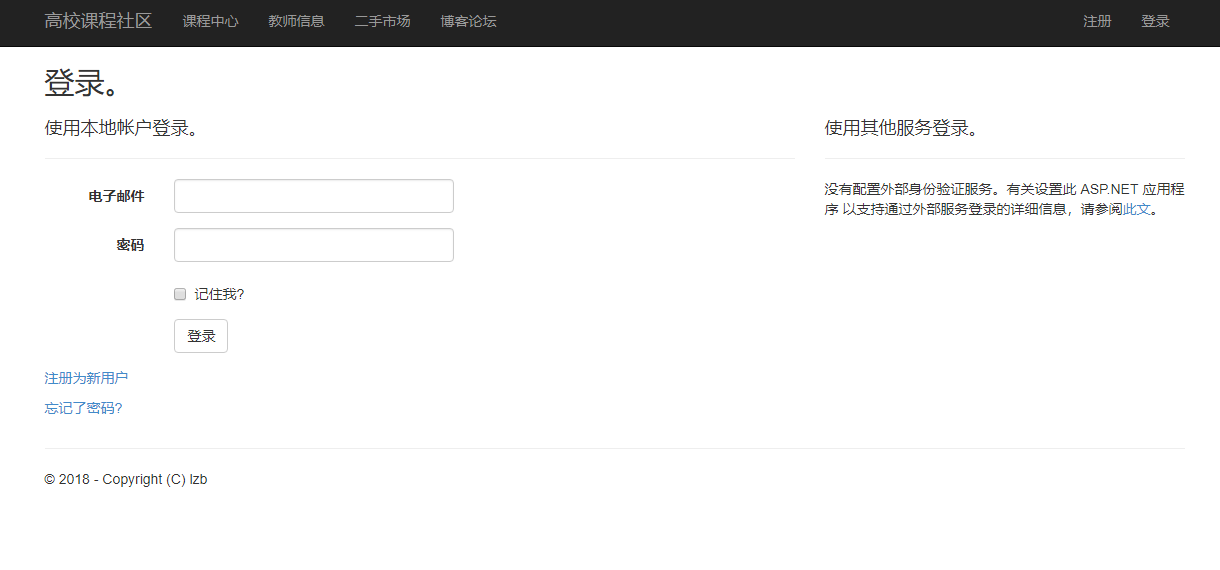 高校课程社区 课程中心 教师信息 二手市场 博客论坛 注册 登录
登录。
使用本地帐户登录。
电子邮件
密码
记住我?
登录
注册为新用户
忘记了密码?
使用其他服务登录。
没有配置外部身份验证服务。有关设置此 ASP.NET 应用程
序 以支持通过外部服务登录的详细信息，请参阅此文。
© 2018 - Copyright (C) lzb